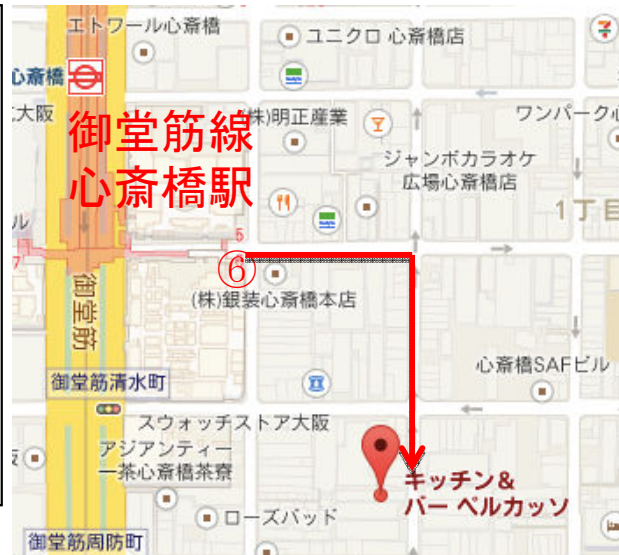 エトワール心斎橋
ユニクロ 心斎橋店
心斎橋
大阪
御堂筋線
心斎橋駅
(株)明正産業
ワンパーク心
ジャンボカラオケ
広場心斎橋店
1丁目
ル
5
7
⑥
(株)銀装心斎橋本店
御堂筋
心斎橋SAFビル
御堂筋清水町
スウォッチストア大阪
アジアンティー
一茶心斎橋茶寮
キッチン&
バー ペルカッソ
ローズバッド
御堂筋周防町